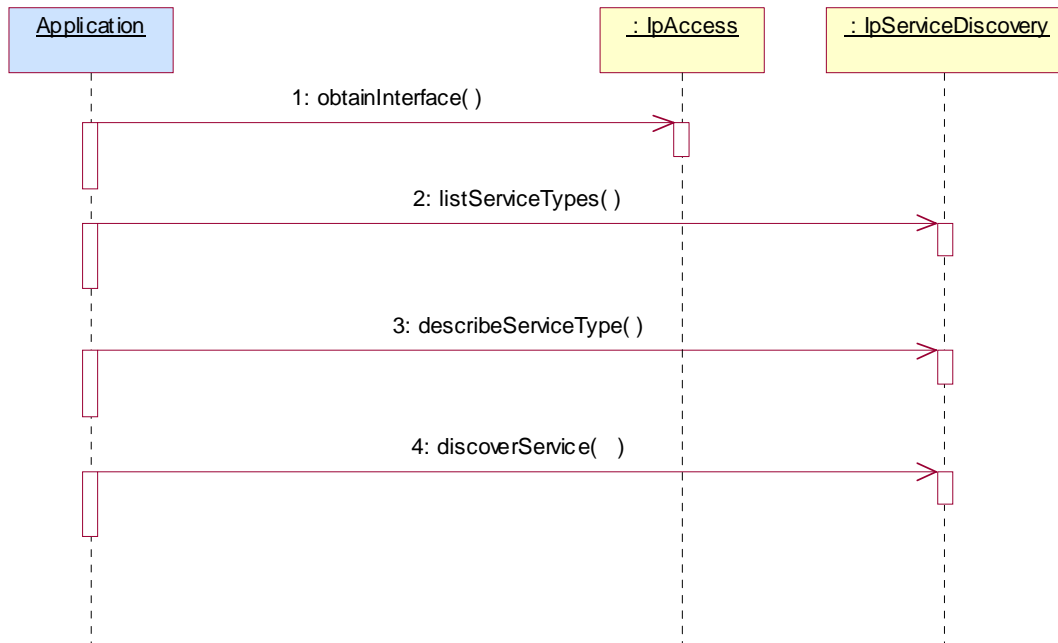 Application
: IpAccess
: IpServiceDiscovery
1: obtainInterface( )
2: listServiceTypes( )
3: describeServiceType( )
4: discoverService(   )